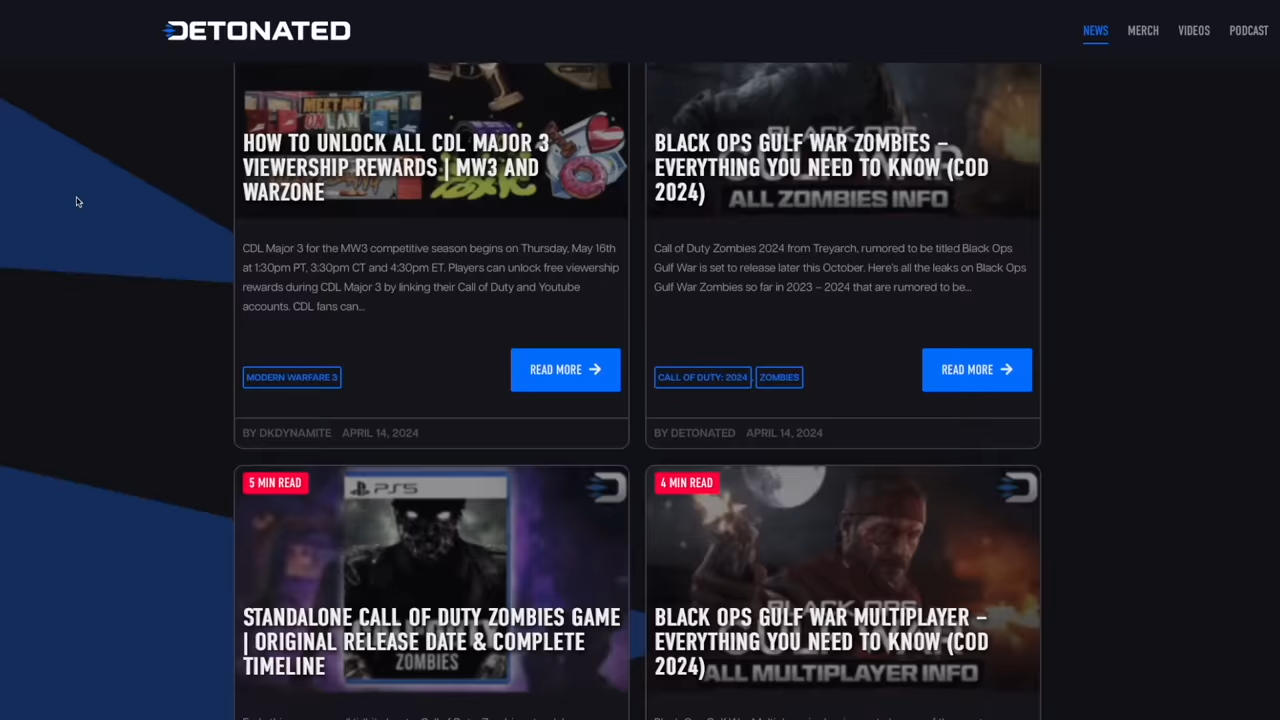 DETONATED
NEWS MERCH VIDEOS PODCAST
MEET ME
ON LAN
HOW TO UNLOCK ALL CDL MAJOR 3
VIEWERSHIP REWARDS | MW3 AND
WARZONE
CDL Major 3 for the MW3 competitive season begins on Thursday, May 16th
at 1:30pm PT, 3:30pm CT and 4:30pm ET. Players can unlock free viewership
rewards during CDL Major 3 by linking their Call of Duty and Youtube
accounts. CDL fans can...
MODERN WARFARE 3
READ MORE
BY DKDYNAMITE APRIL 14, 2024
BLACK OPS GULF WAR ZOMBIES –
EVERYTHING YOU NEED TO KNOW (COD
2024)
ALL ZOMBIES INFO
Call of Duty Zombies 2024 from Treyarch, rumored to be titled Black Ops
Gulf War is set to release later this October. Here's all the leaks on Black Ops
Gulf War Zombies so far in 2023 – 2024 that are rumored to be...
CALL OF DUTY: 2024, ZOMBIES
READ MORE
BY DETONATED APRIL 14, 2024
5 MIN READ
PS5
STANDALONE CALL OF DUTY ZOMBIES GAME
| ORIGINAL RELEASE DATE & COMPLETE
TIMELINE
ZOMBIES
4 MIN READ
BLACK OPS GULF WAR MULTIPLAYER –
EVERYTHING YOU NEED TO KNOW (COD
2024)
ALL MULTIPLAYER INFO